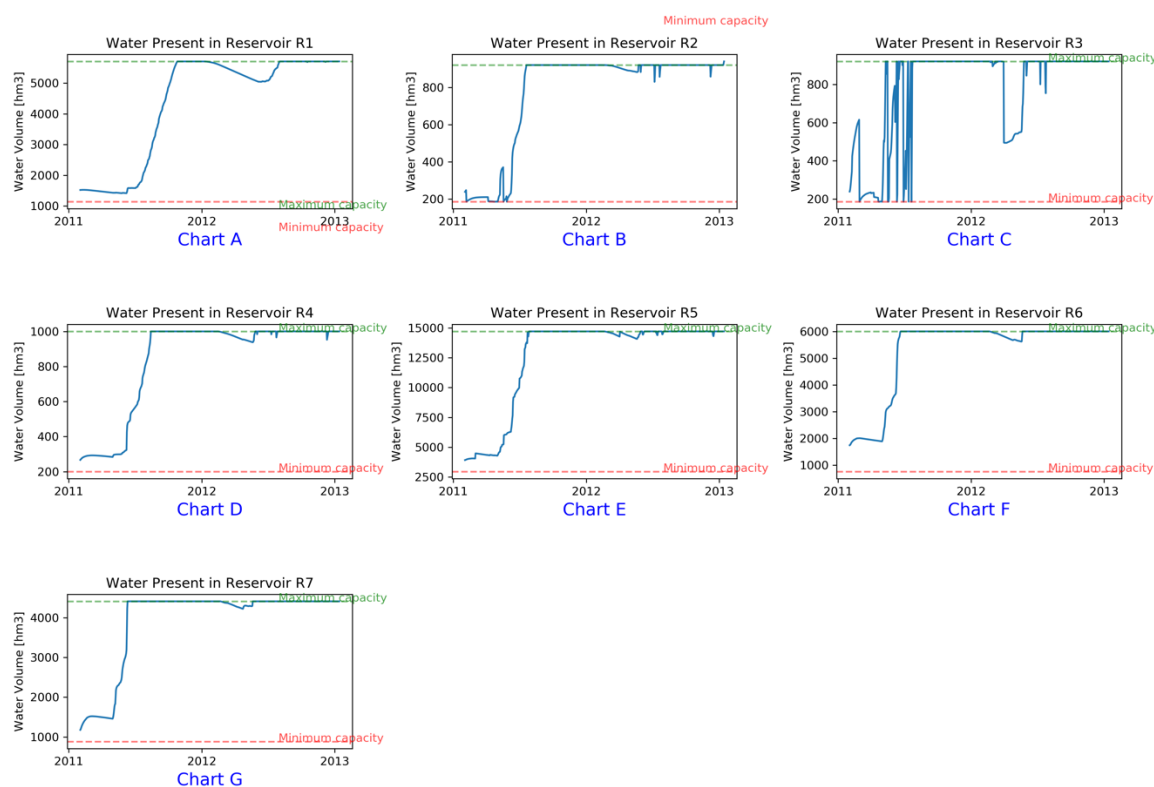 Minimum capacity
Water Present in Reservoir R1
Water Volume [hm3]
5000
4000
3000
2000
1000
2011
2012
2013
Maximum capacity
Minimum capacity
Chart A
Water Present in Reservoir R2
Water Volume [hm3]
800
600
400
200
2011
2012
2013
Chart B
Water Present in Reservoir R3
Maximum capacity
Water Volume [hm3]
800
600
400
200
Minimum capacity
2011
2012
2013
Chart C
Water Present in Reservoir R4
Maximum capacity
Water Volume [hm3]
1000
800
600
400
200
Minimum capacity
2011
2012
2013
Chart D
Water Present in Reservoir R5
Maximum capacity
Water Volume [hm3]
15000
12500
10000
7500
5000
2500
Minimum capacity
2011
2012
2013
Chart E
Water Present in Reservoir R6
Maximum capacity
Water Volume [hm3]
6000
5000
4000
3000
2000
1000
Minimum capacity
2011
2012
2013
Chart F
Water Present in Reservoir R7
Maximum capacity
Water Volume [hm3]
4000
3000
2000
1000
Minimum capacity
2011
2012
2013
Chart G